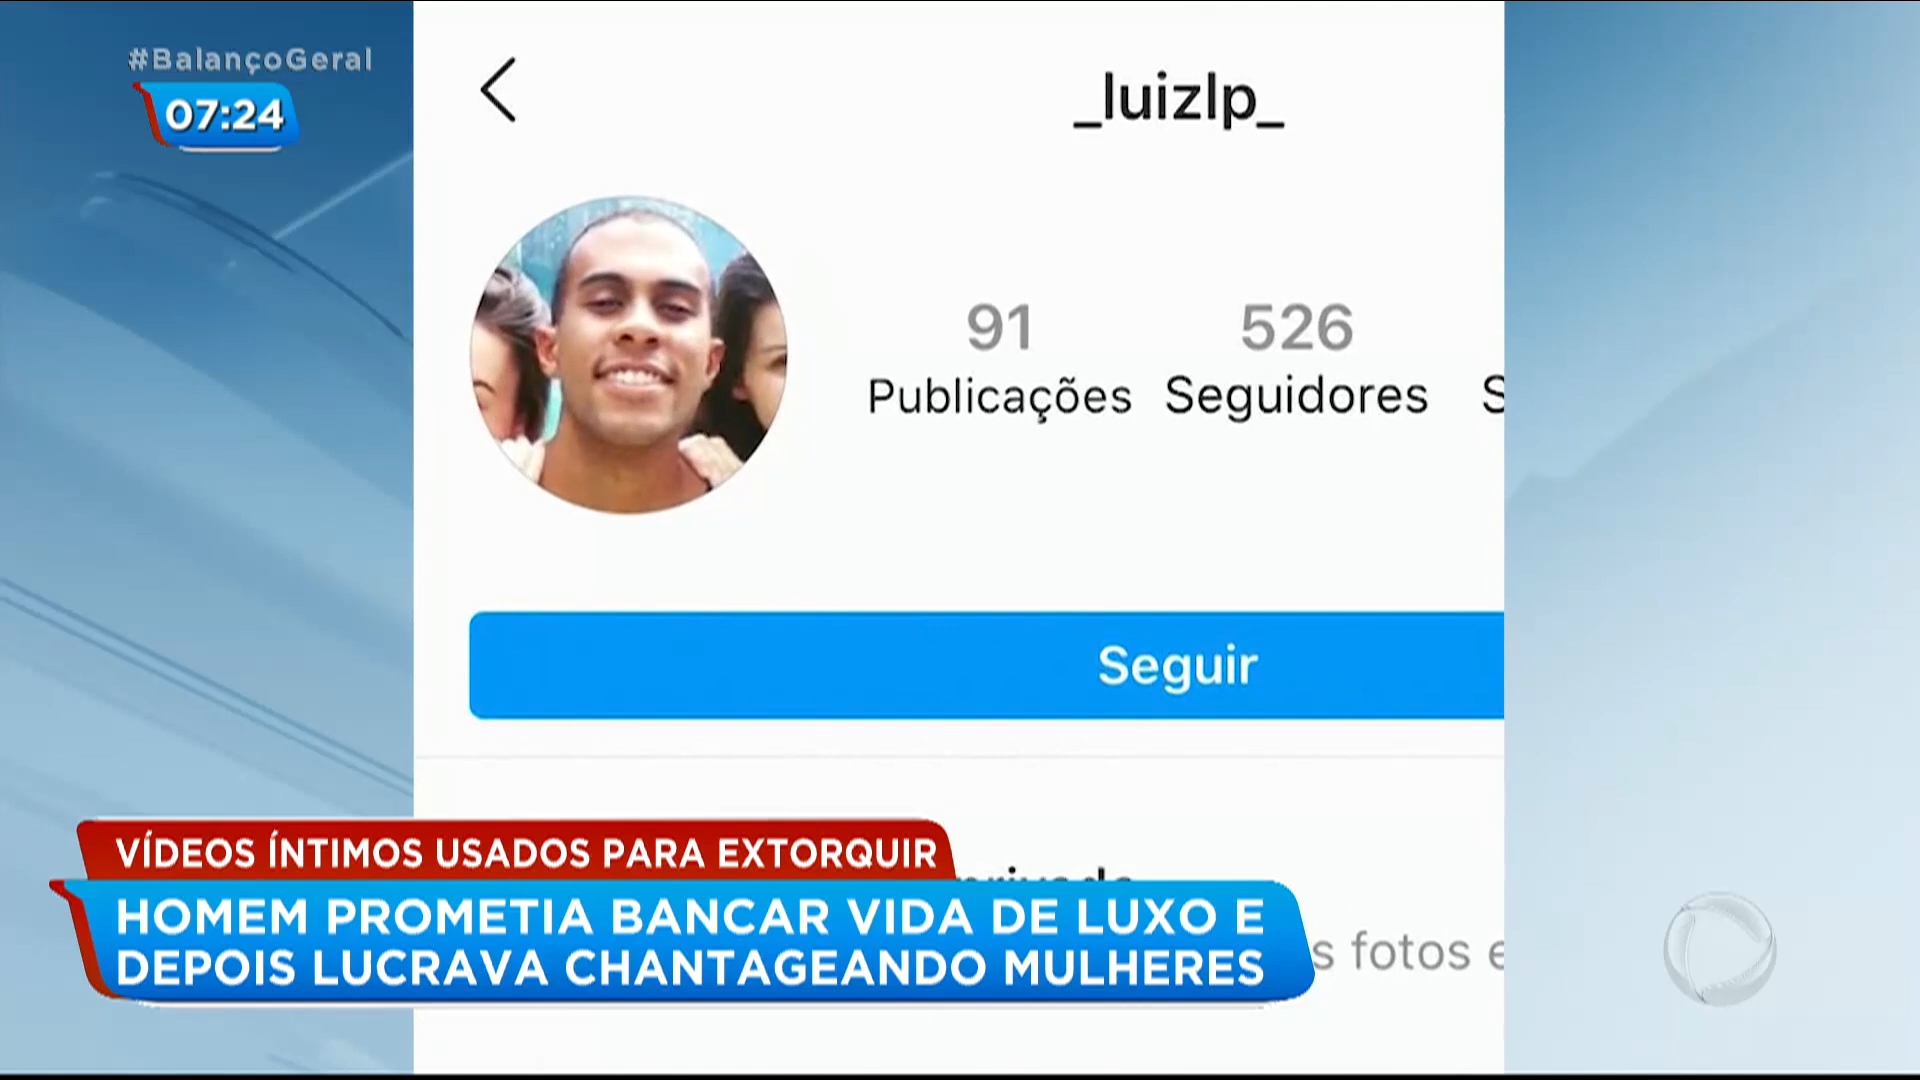 #BalançoGeral
07:24
_luizlp_
91
526
Publicações
Seguidores
S
Seguir
VÍDEOS ÍNTIMOS USADOS PARA EXTORQUIR
HOMEM PROMETIA BANCAR VIDA DE LUXO E
DEPOIS LUCRAVA CHANTAGEANDO MULHERES
s fotos e